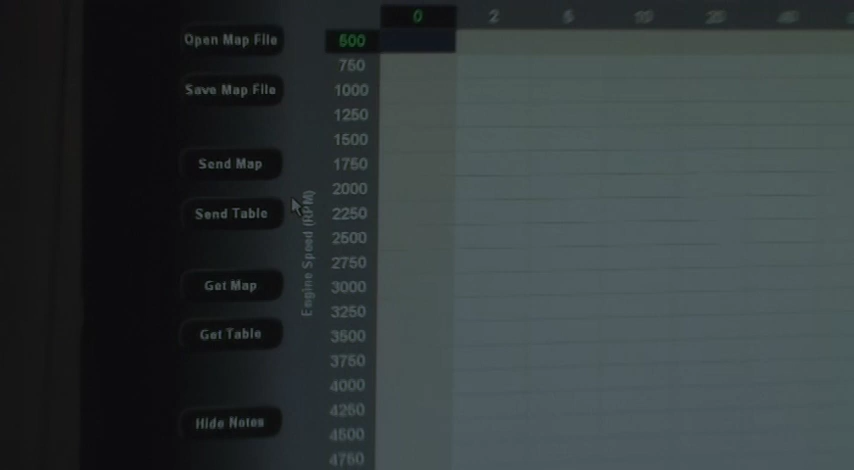 0 2 5 10 20 40
Open Map File
Save Map File
Send Map
Send Table
Get Map
Get Table
Hide Notes
Engine Speed (RPM)
500
750
1000
1250
1500
1750
2000
2250
2500
2750
3000
3250
3500
3750
4000
4250
4500
4750